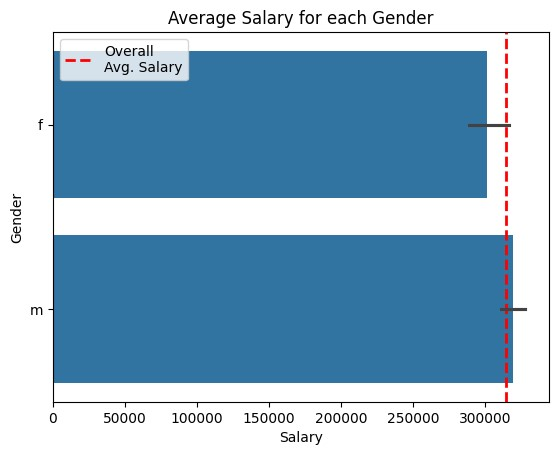 Average Salary for each Gender
Overall
Avg. Salary
f
Gender
m
0 50000 100000 150000 200000 250000 300000
Salary